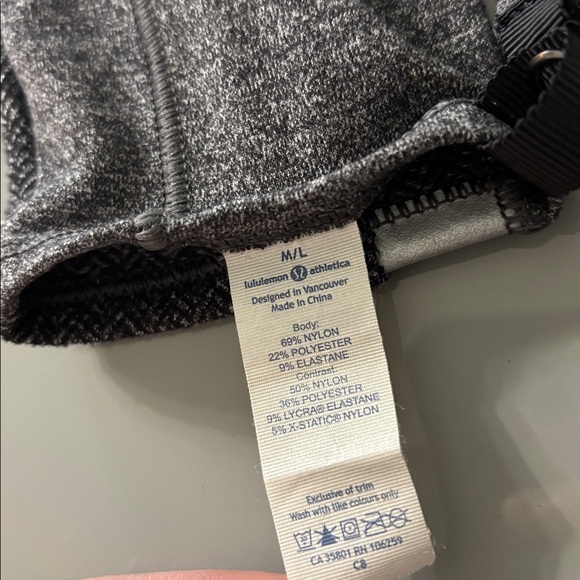 M/L
lululemon athletica
Designed in Vancouver
Made in China
Body:
69% NYLON
22% POLYESTER
9% ELASTANE
Contrast:
50% NYLON
36% POLYESTER
9% LYCRA® ELASTANE
5% X-STATIC® NYLON
Exclusive of trim
Wash with like colours only
CA 35801 RN 106259
C8